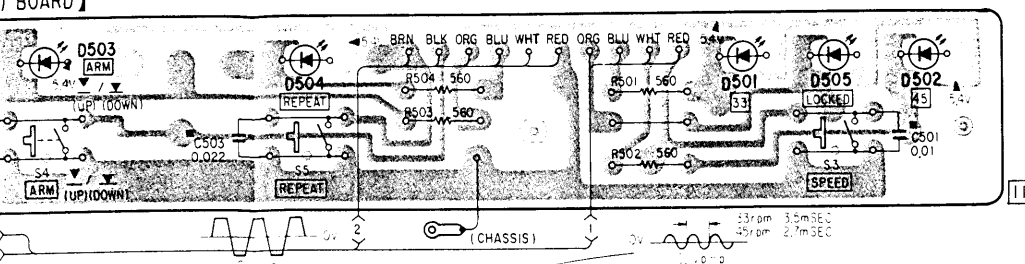 ) BOARD】
D503
ARM
5.4V
(UP) (DOWN)
D504
REPEAT
5.4V
BRN BLK ORG BLU WHT RED ORG BLU WHT RED
5.4V
R504 560
R503 560
R501 560
R502 560
D501
33
D505
LOCKED
D502
45
5.4V
C503
0.022
C501
0.01
S4
ARM
(UP)(DOWN)
S5
REPEAT
S3
SPEED
0V
2
(CHASSIS)
1
0V
33rpm 3.5mSEC
45rpm 2.7mSEC